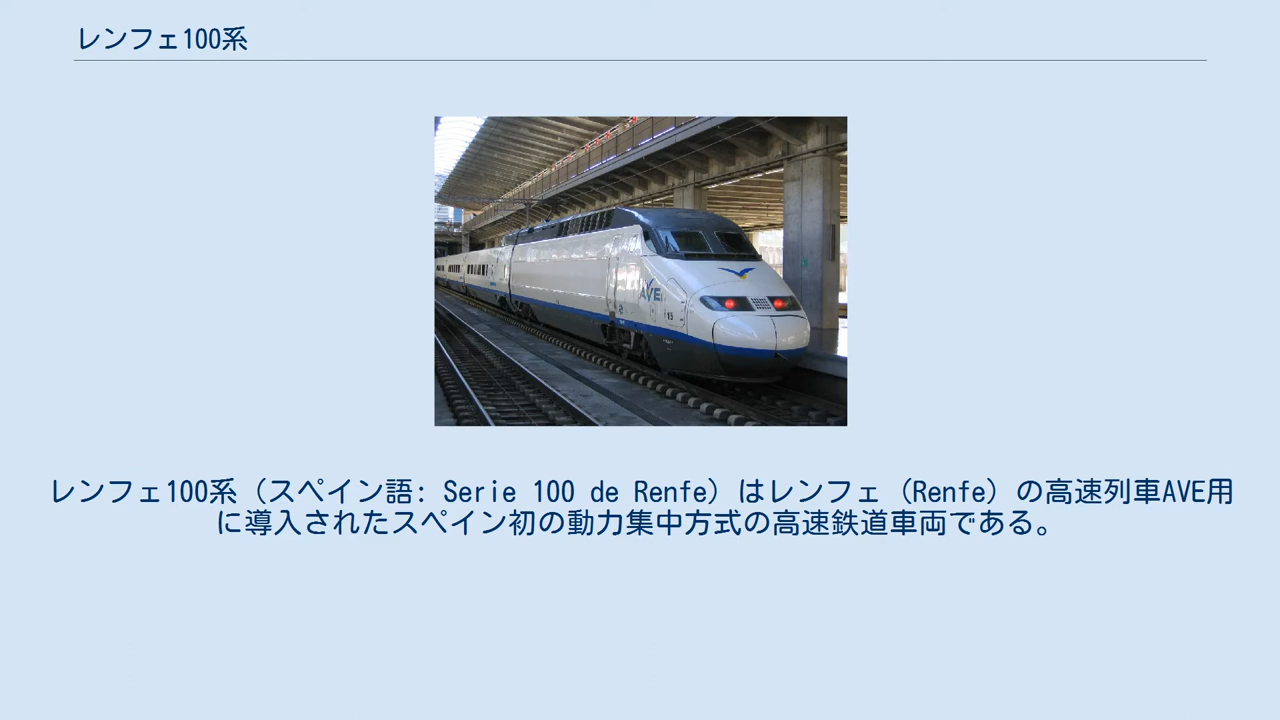 レンフェ100系
AVE
15
レンフェ100系（スペイン語: Serie 100 de Renfe）はレンフェ（Renfe）の高速列車AVE用
に導入されたスペイン初の動力集中方式の高速鉄道車両である。